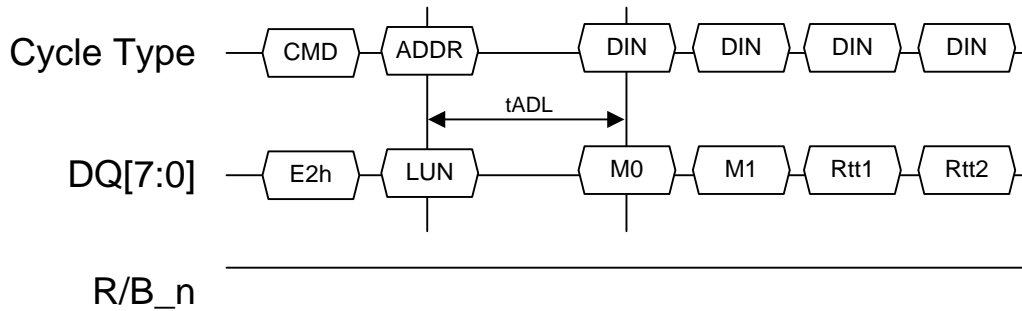 Cycle Type CMD ADDR DIN DIN DIN DIN
tADL
DQ[7:0] E2h LUN M0 M1 Rtt1 Rtt2
R/B_n